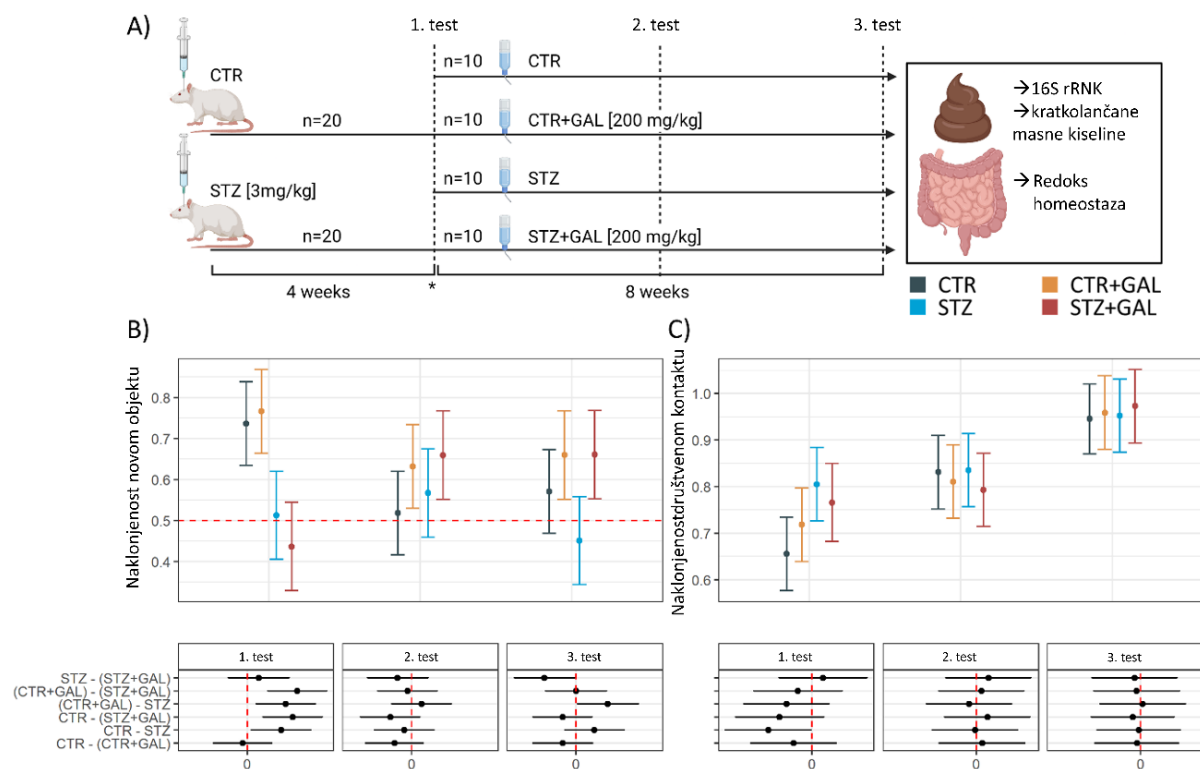 A)
1. test
2. test
3. test
CTR
n=20
n=10
CTR
n=10
CTR+GAL [200 mg/kg]
STZ [3mg/kg]
n=20
n=10
STZ
n=10
STZ+GAL [200 mg/kg]
4 weeks
*
8 weeks
→16S rRNK
→kratkolančane
masne kiseline
→ Redoks
homeostaza
CTR
CTR+GAL
STZ
STZ+GAL
B)
Naklonjenost novom objektu
0.8
0.7
0.6
0.5
0.4
C)
Naklonjenostdruštvenom kontaktu
1.0
0.9
0.8
0.7
0.6
1. test
2. test
3. test
STZ - (STZ+GAL)
(CTR+GAL) - (STZ+GAL)
(CTR+GAL) - STZ
CTR - (STZ+GAL)
CTR - STZ
CTR - (CTR+GAL)
0
0
0
1. test
2. test
3. test
0
0
0